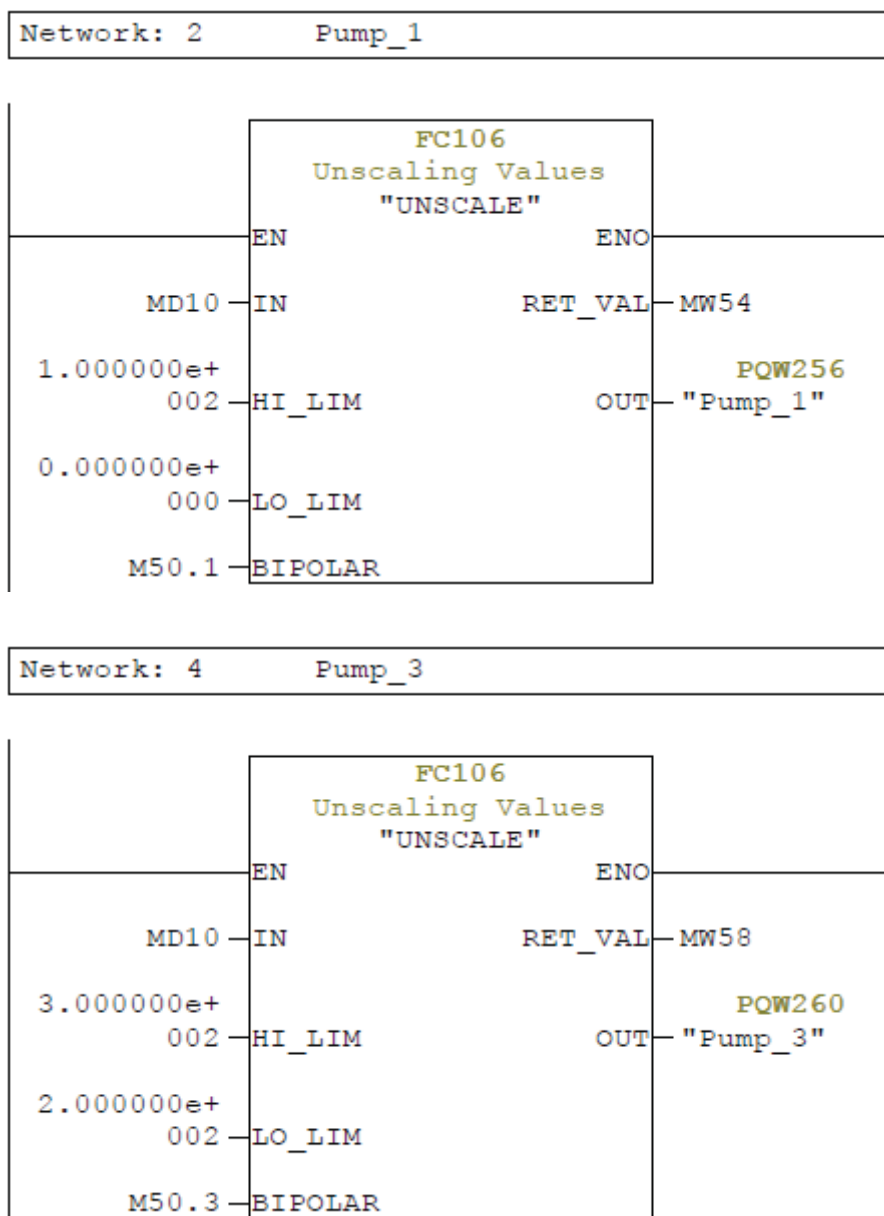 Network: 2 Pump_1
FC106
Unscaling Values
"UNSCALE"
EN ENO
MD10 IN RET_VAL MW54
1.000000e+ PQW256
002 HI_LIM OUT "Pump_1"
0.000000e+
000 LO_LIM
M50.1 BIPOLAR
Network: 4 Pump_3
FC106
Unscaling Values
"UNSCALE"
EN ENO
MD10 IN RET_VAL MW58
3.000000e+ PQW260
002 HI_LIM OUT "Pump_3"
2.000000e+
002 LO_LIM
M50.3 BIPOLAR